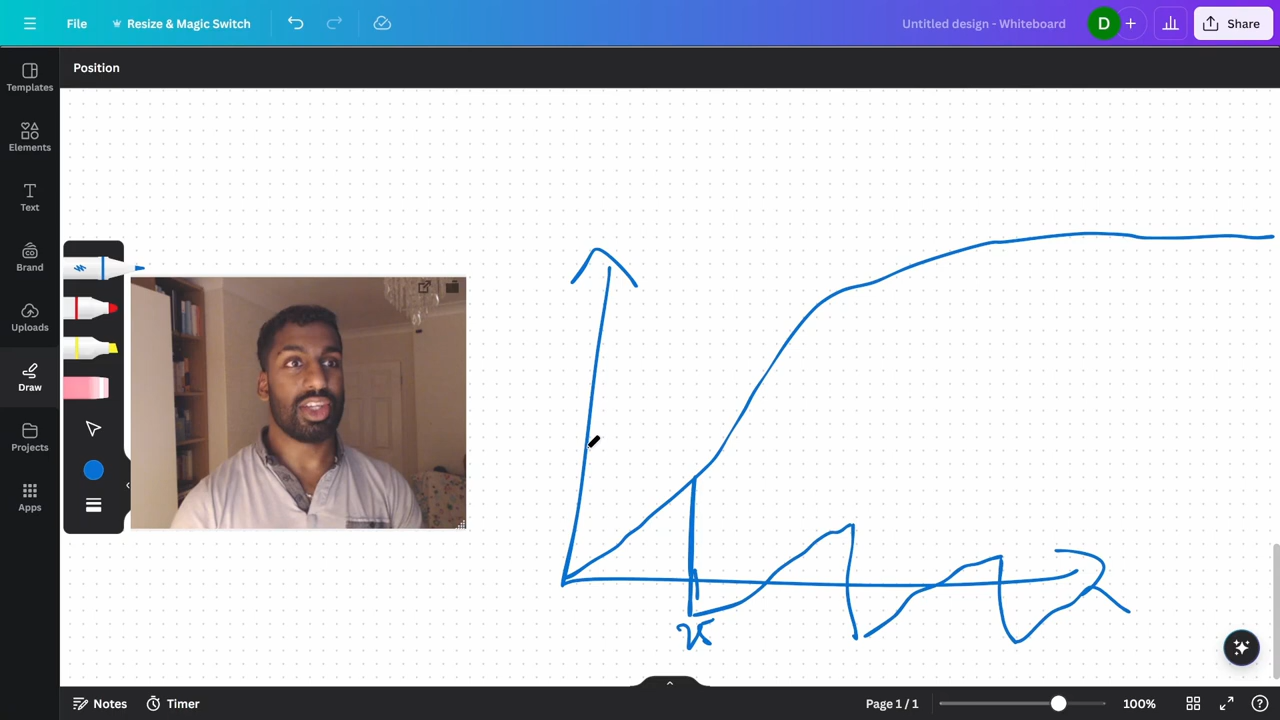 File
Resize & Magic Switch
Untitled design - Whiteboard
D
+
Share
Position
Templates
Elements
Text
Brand
Uploads
Draw
Projects
Apps
25
Notes
Timer
Page 1 / 1
100%